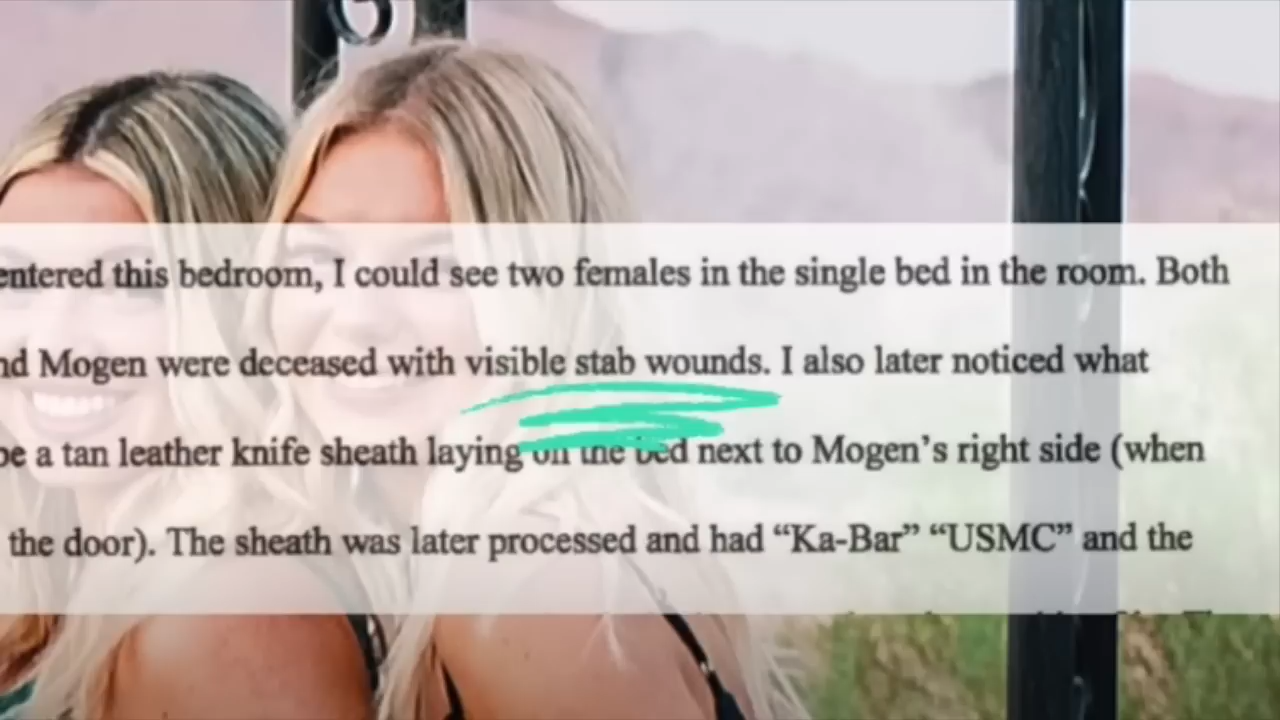 entered this bedroom, I could see two females in the single bed in the room. Both
nd Mogen were deceased with visible stab wounds. I also later noticed what
be a tan leather knife sheath laying on the bed next to Mogen’s right side (when
the door). The sheath was later processed and had “Ka-Bar” “USMC” and the